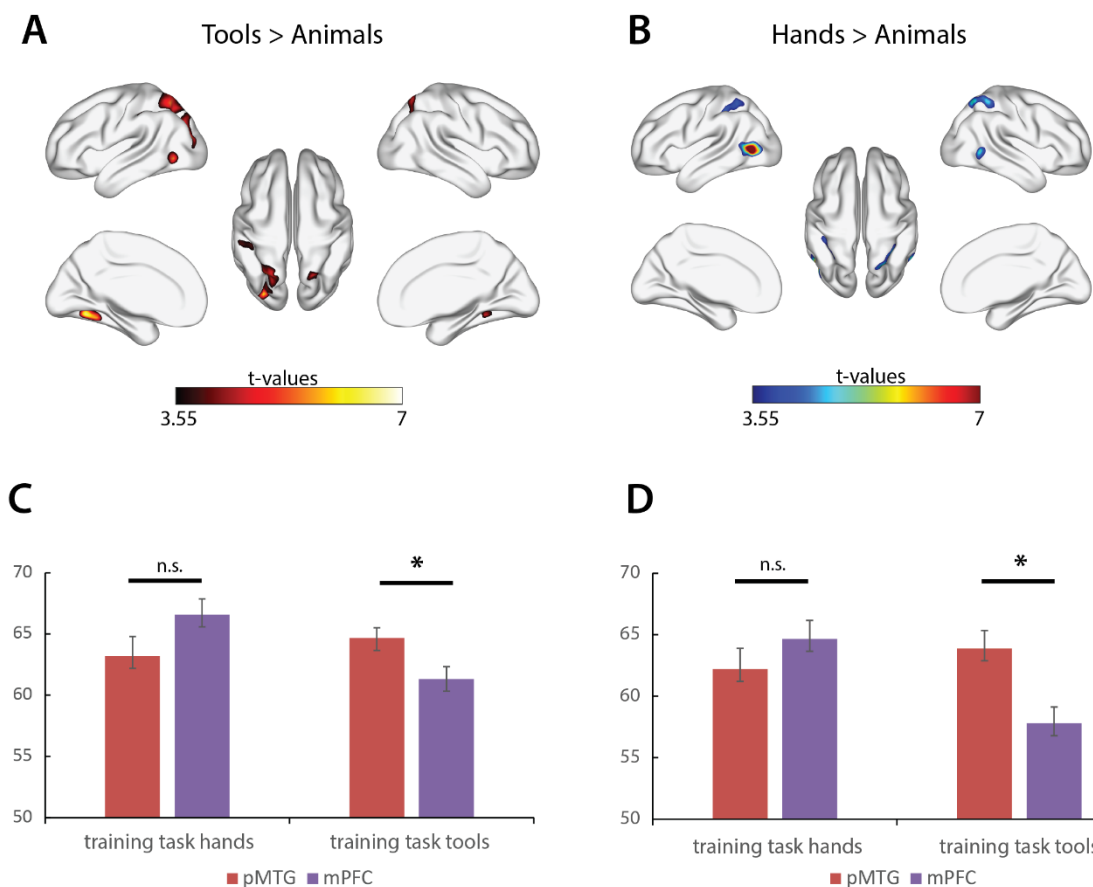 A
Tools > Animals
t-values
3.55
7
B
Hands > Animals
t-values
3.55
7
C
70
65
60
55
50
n.s.
*
training task hands
training task tools
pMTG
mPFC
D
70
65
60
55
50
n.s.
*
training task hands
training task tools
pMTG
mPFC